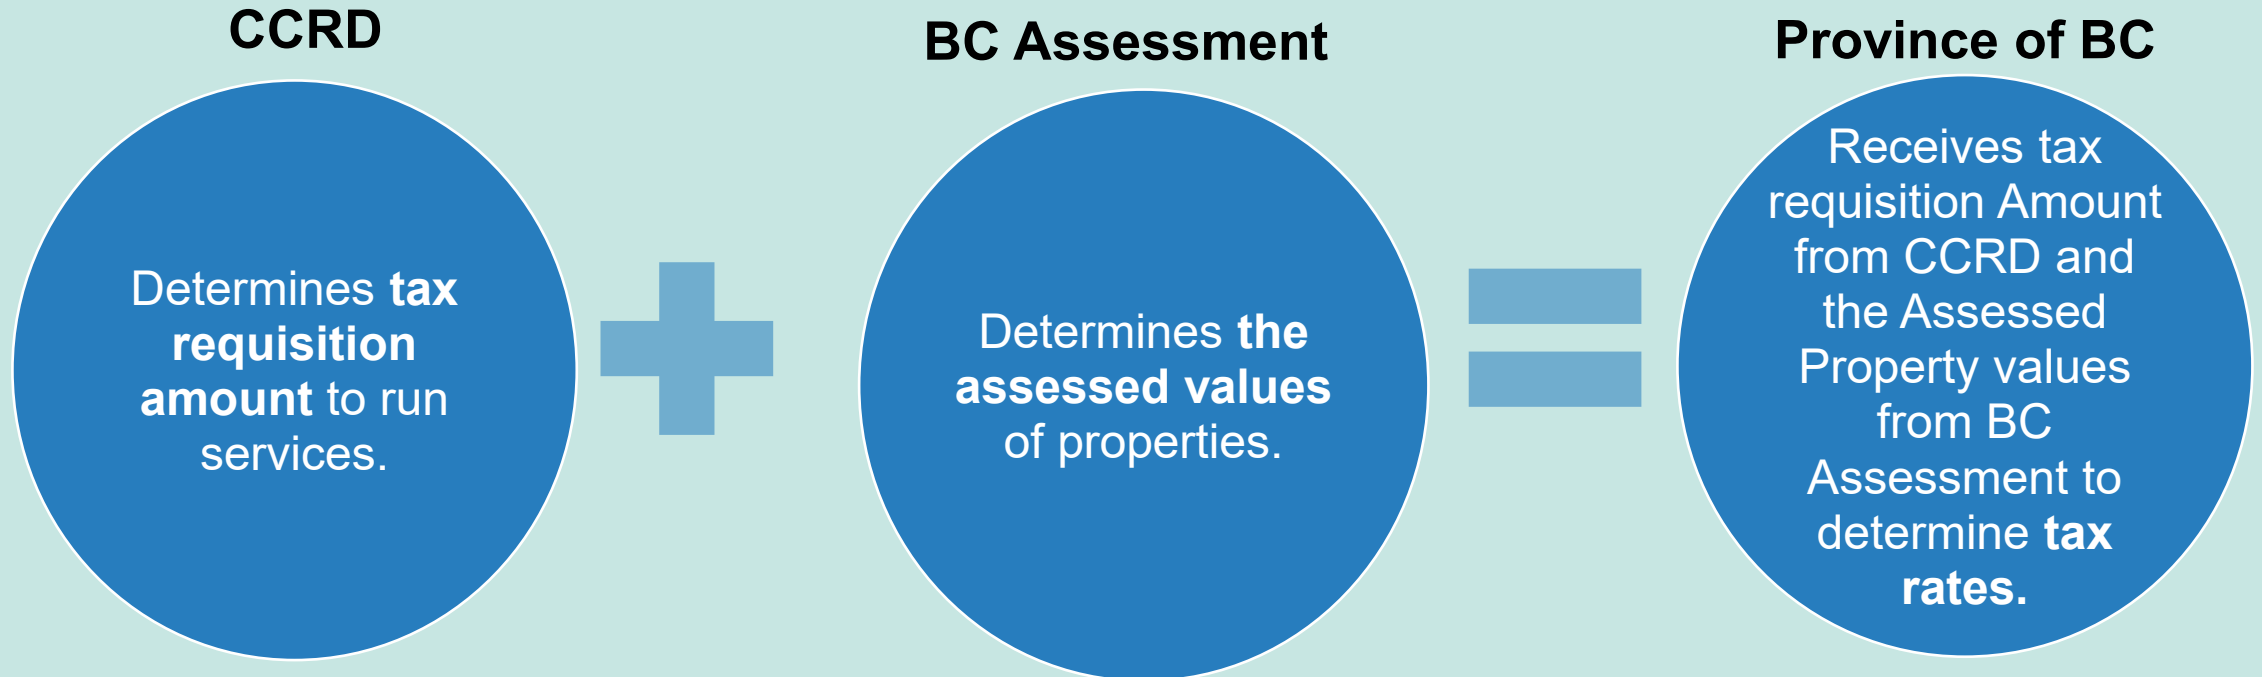 CCRD
Determines tax
requisition
amount to run
services.
BC Assessment
Determines the
assessed values
of properties.
Province of BC
Receives tax
requisition Amount
from CCRD and
the Assessed
Property values
from BC
Assessment to
determine tax
rates.